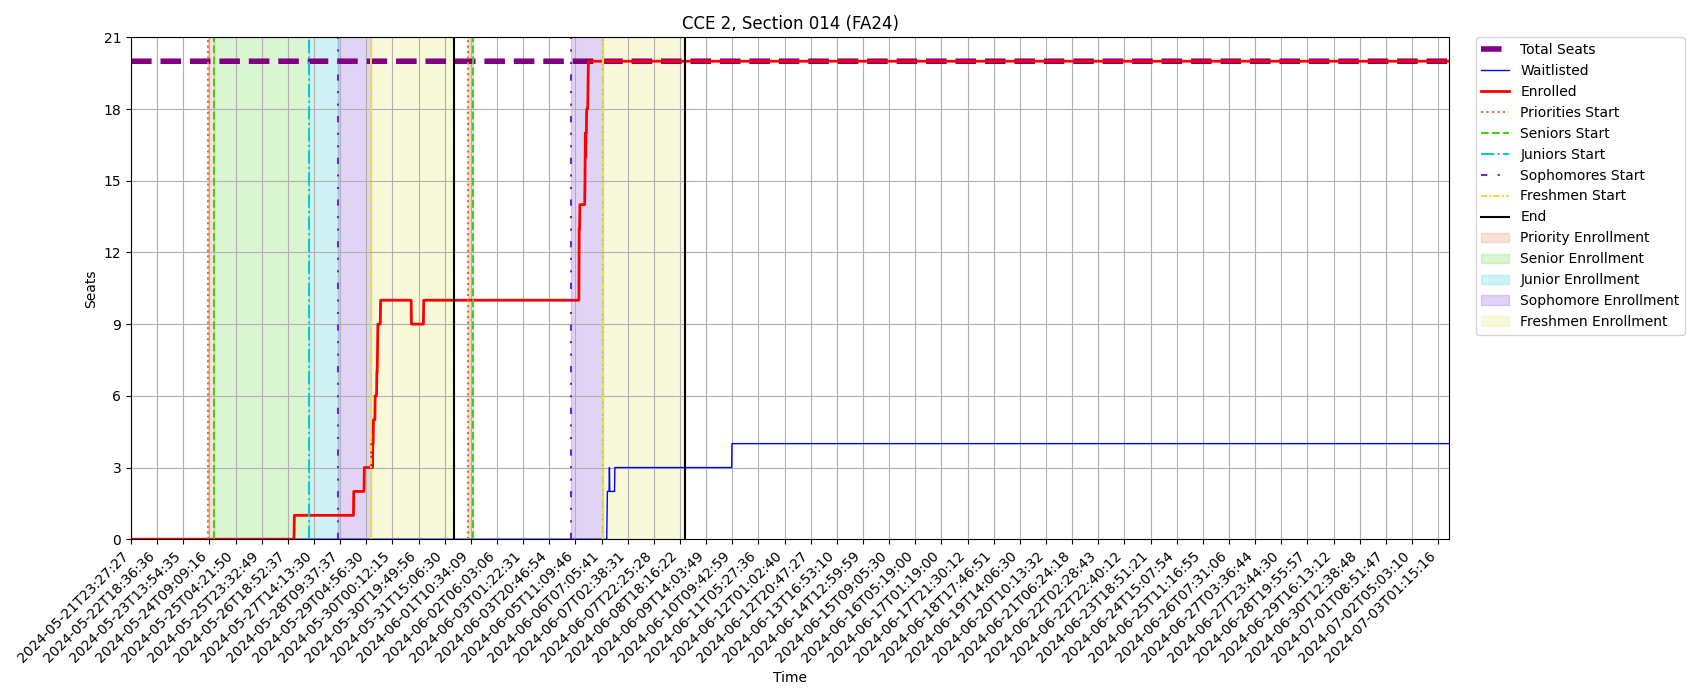 CCE 2, Section 014 (FA24)
21
18
15
12
9
6
3
0
Seats
2024-05-21T23:27:27
2024-05-22T18:36:36
2024-05-23T13:54:35
2024-05-24T09:09:16
2024-05-25T04:21:50
2024-05-25T23:32:49
2024-05-26T18:52:37
2024-05-27T14:13:30
2024-05-28T09:37:37
2024-05-29T04:56:30
2024-05-30T00:12:15
2024-05-30T19:49:56
2024-05-31T15:06:30
2024-06-01T10:34:09
2024-06-02T06:03:06
2024-06-03T01:22:31
2024-06-03T20:46:54
2024-06-05T11:09:46
2024-06-06T07:05:41
2024-06-07T02:38:31
2024-06-07T22:25:28
2024-06-08T18:16:22
2024-06-09T14:03:49
2024-06-10T09:42:59
2024-06-11T05:27:36
2024-06-12T01:02:40
2024-06-12T20:47:27
2024-06-13T16:53:10
2024-06-14T12:59:59
2024-06-15T09:05:30
2024-06-16T05:19:00
2024-06-17T01:19:00
2024-06-17T21:30:12
2024-06-18T17:46:51
2024-06-19T14:06:30
2024-06-20T10:13:32
2024-06-21T06:24:18
2024-06-22T02:28:43
2024-06-22T22:40:12
2024-06-23T18:51:21
2024-06-24T15:07:54
2024-06-25T11:16:55
2024-06-26T07:31:06
2024-06-27T03:36:44
2024-06-27T23:44:30
2024-06-28T19:55:57
2024-06-29T16:13:12
2024-06-30T12:38:48
2024-07-01T08:51:47
2024-07-02T05:03:10
2024-07-03T01:15:16
Time
Total Seats
Waitlisted
Enrolled
Priorities Start
Seniors Start
Juniors Start
Sophomores Start
Freshmen Start
End
Priority Enrollment
Senior Enrollment
Junior Enrollment
Sophomore Enrollment
Freshmen Enrollment